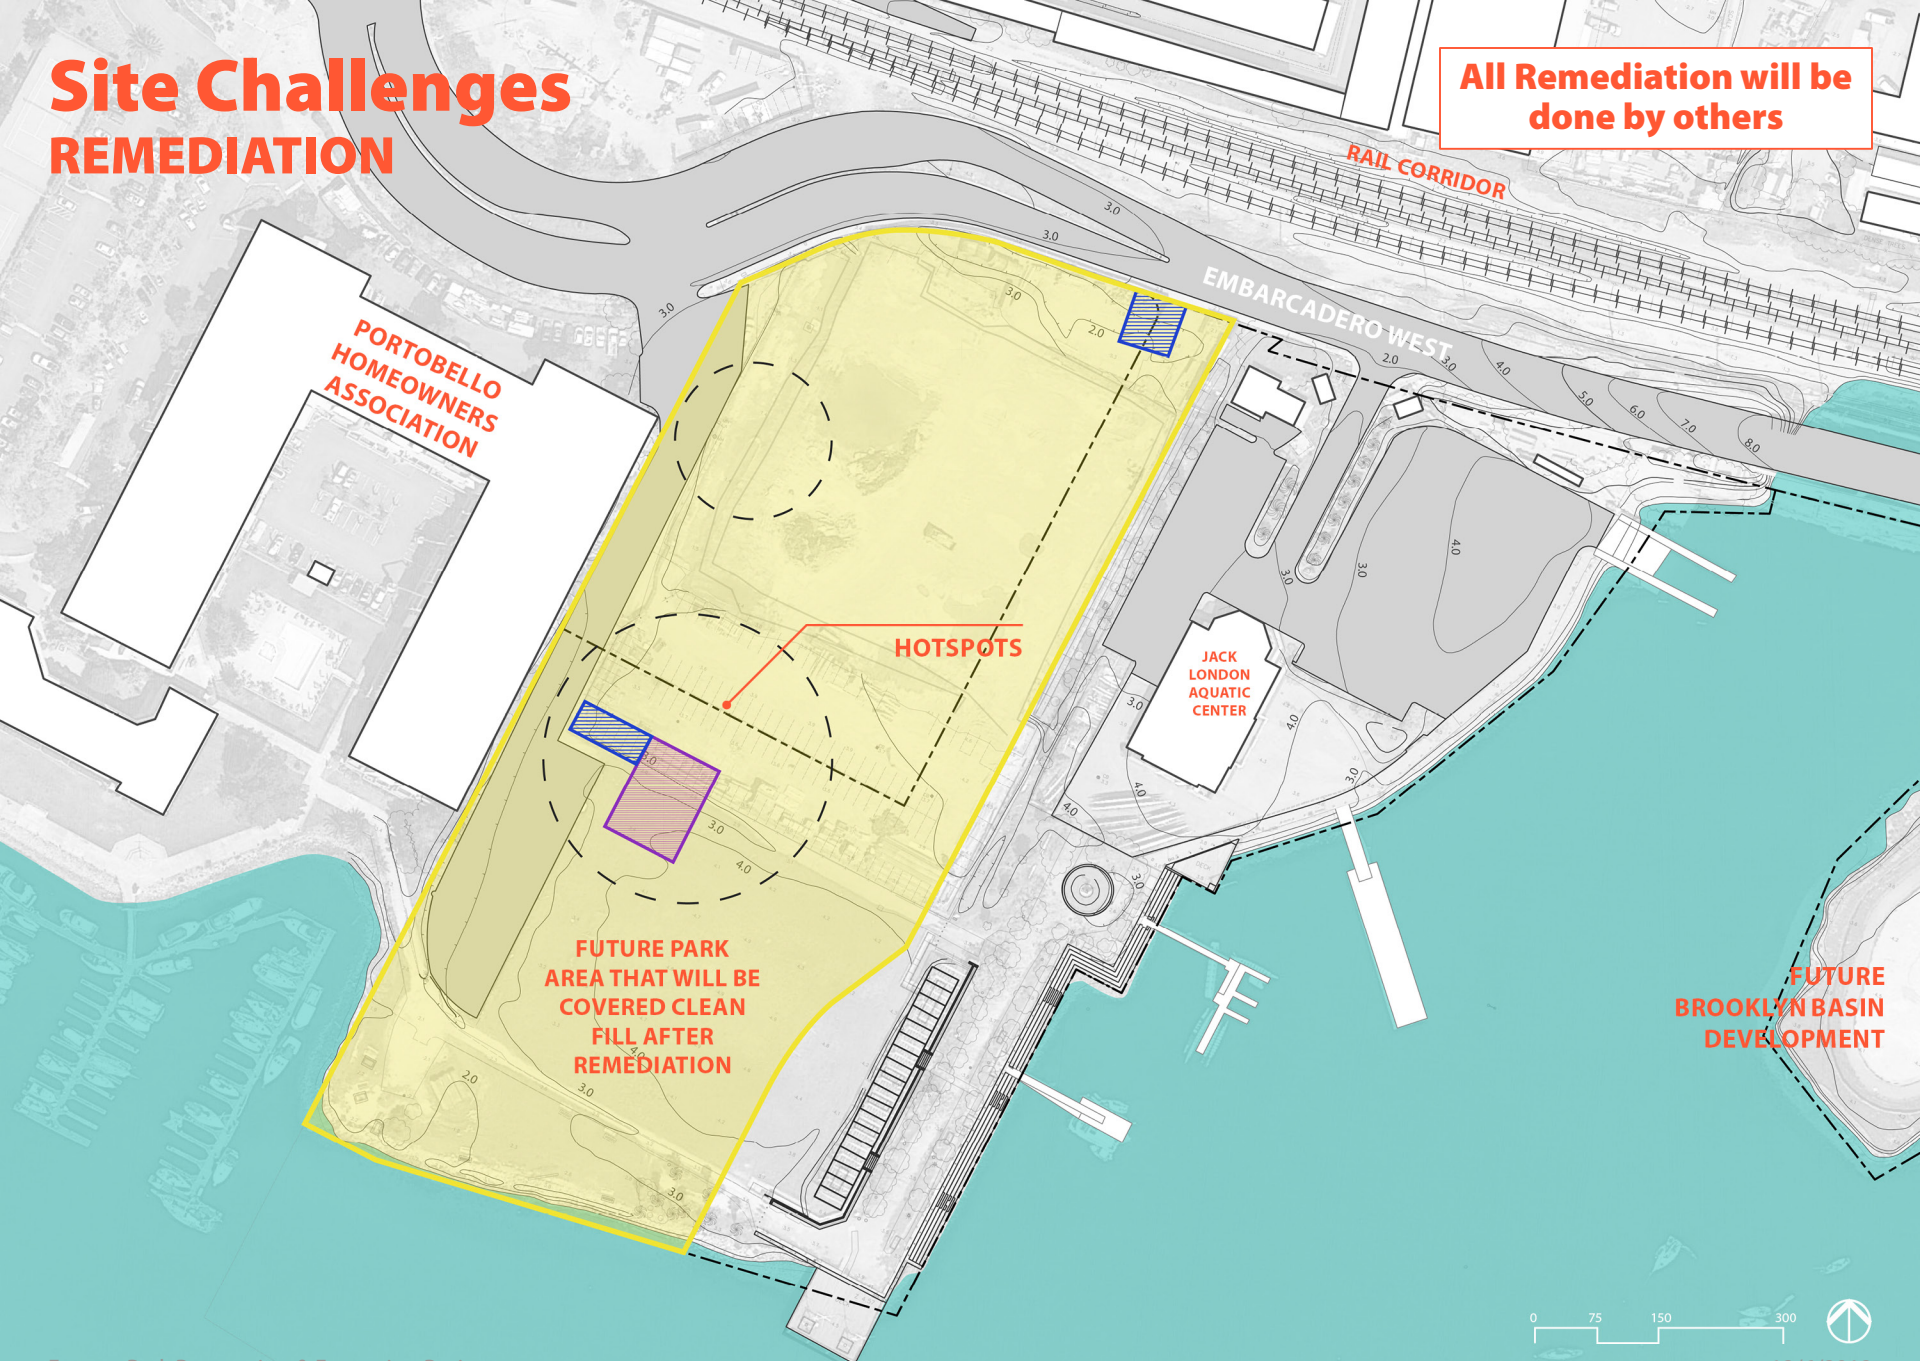 Site Challenges
REMEDIATION
All Remediation will be
done by others
RAIL CORRIDOR
3.0
3.0
EMBARCADERO WEST
3.0
3.0
2.0
2.0
3.0
4.0
5.0
6.0
7.0
8.0
PORTOBELLO
HOMEOWNERS
ASSOCIATION
4.0
3.0
3.0
HOTSPOTS
JACK
LONDON
AQUATIC
CENTER
3.0
4.0
3.0
4.0
4.0
3.0
3.0
4.0
3.0
FUTURE PARK
AREA THAT WILL BE
COVERED CLEAN
FILL AFTER
REMEDIATION
4.0
2.0
3.0
3.0
FUTURE
BROOKLYN BASIN
DEVELOPMENT
0 75 150 300